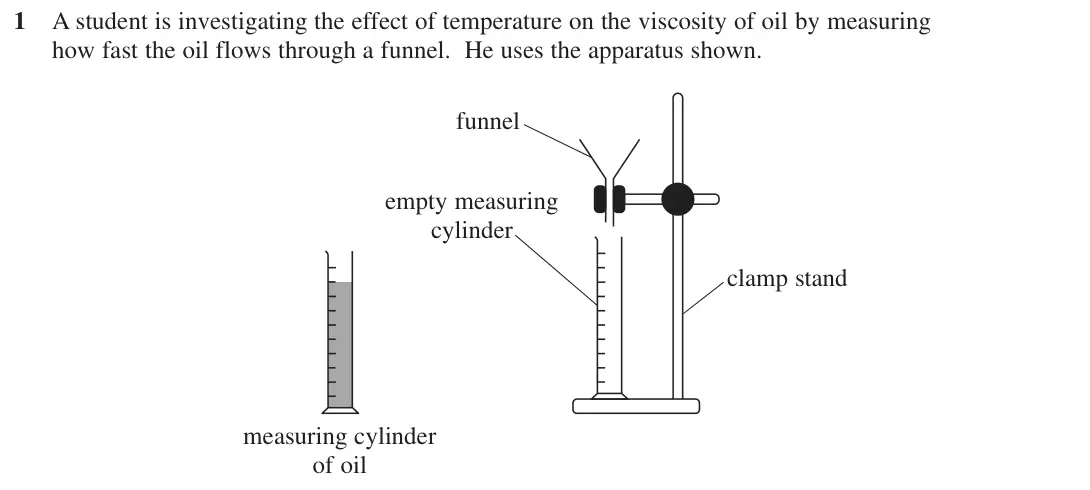 1 A student is investigating the effect of temperature on the viscosity of oil by measuring
how fast the oil flows through a funnel. He uses the apparatus shown.
funnel
empty measuring
cylinder
clamp stand
measuring cylinder
of oil